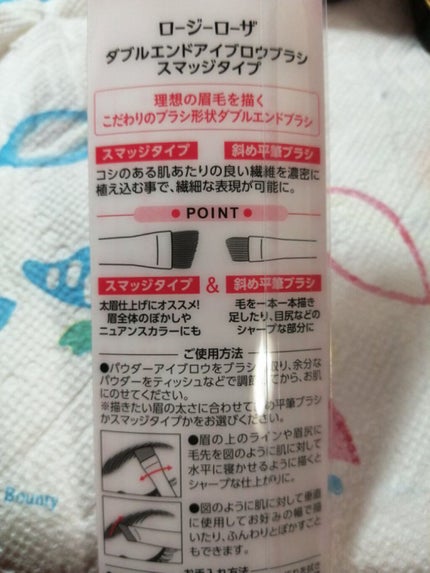 ロージーローザ
ダブルエンドアイブロウブラシ
スマッジタイプ
理想の眉毛を描く
こだわりのブラシ形状ダブルエンドブラシ
スマッジタイプ 斜め平筆ブラシ
コシのある肌あたりの良い繊維を濃密に
植え込む事で、繊細な表現が可能に。
POINT
スマッジタイプ & 斜め平筆ブラシ
太眉仕上げにオススメ!
眉全体のぼかしや
ニュアンスカラーにも
毛を一本一本描き
足したり、目尻などの
シャープな部分に
ご使用方法
●パウダーアイブロウをブラシ 取り、余分な
パウダーをティッシュなどで調節 てから、お肌
にのせてください。
※描きたい眉の太さに合わせて め平筆ブラシ
かスマッジタイプかをお選びください。
●眉の上のラインや眉尻に
毛先を図のように肌に対して
水平に寝かせるように描くと
シャープな仕上がりに。
●図のように肌に対して垂直
に使用してお好みの幅で描
いたり、ふんわりとぼかすこと
もできます。
お手入れ方法
Bounty